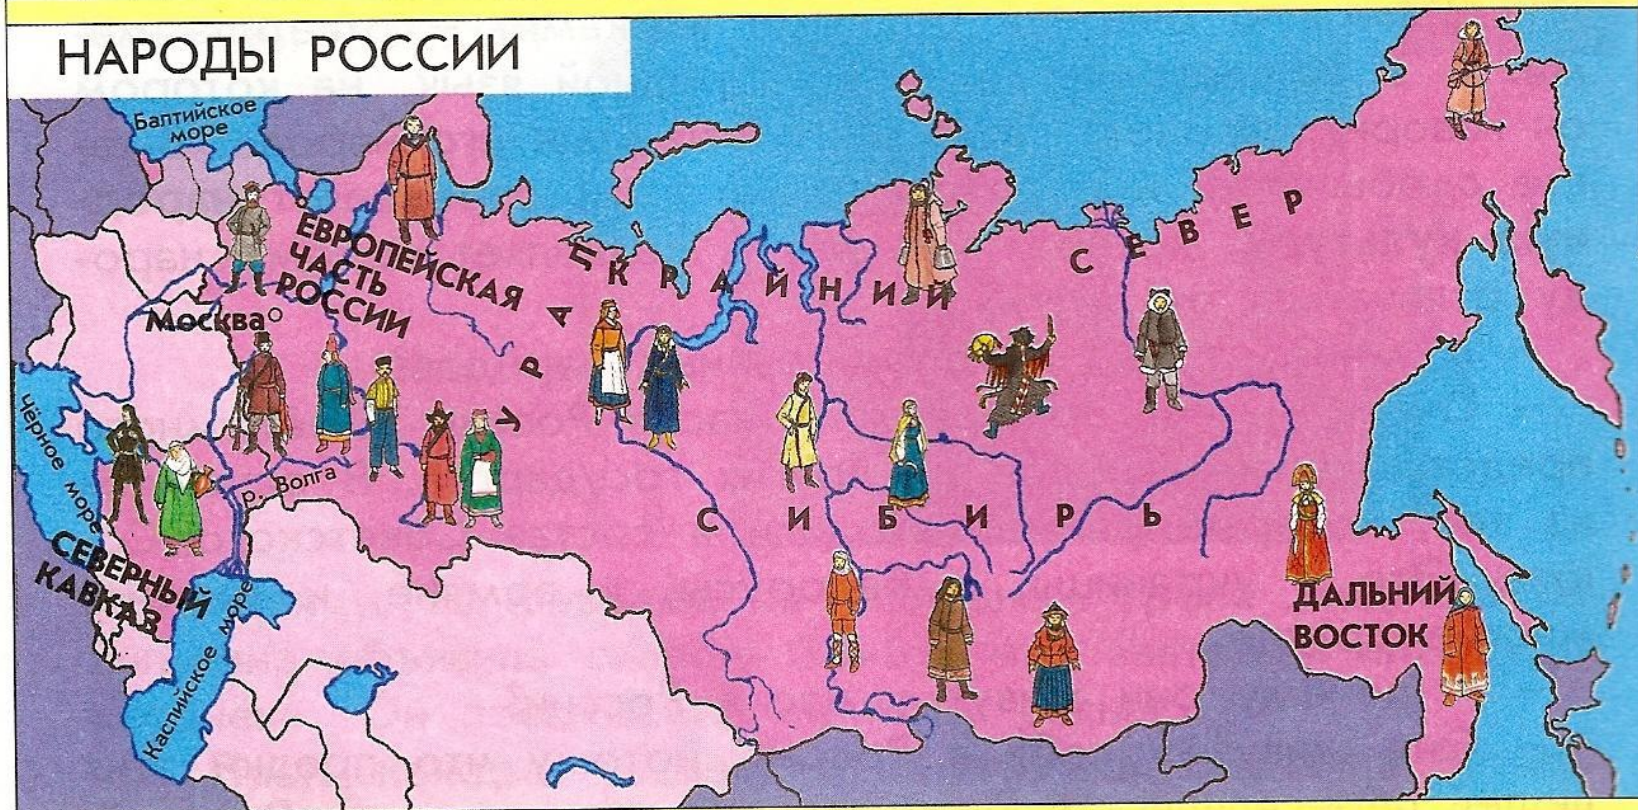 НАРОДЫ РОССИИ
Балтийское
море
ЕВРОПЕЙСКАЯ
ЧАСТЬ
РОССИИ
Москва
КРАЙНИЙ СЕВЕР
УРАЛ
Чёрное море
р. Волга
СИБИРЬ
СЕВЕРНЫЙ
КАВКАЗ
Каспийское море
ДАЛЬНИЙ
ВОСТОК